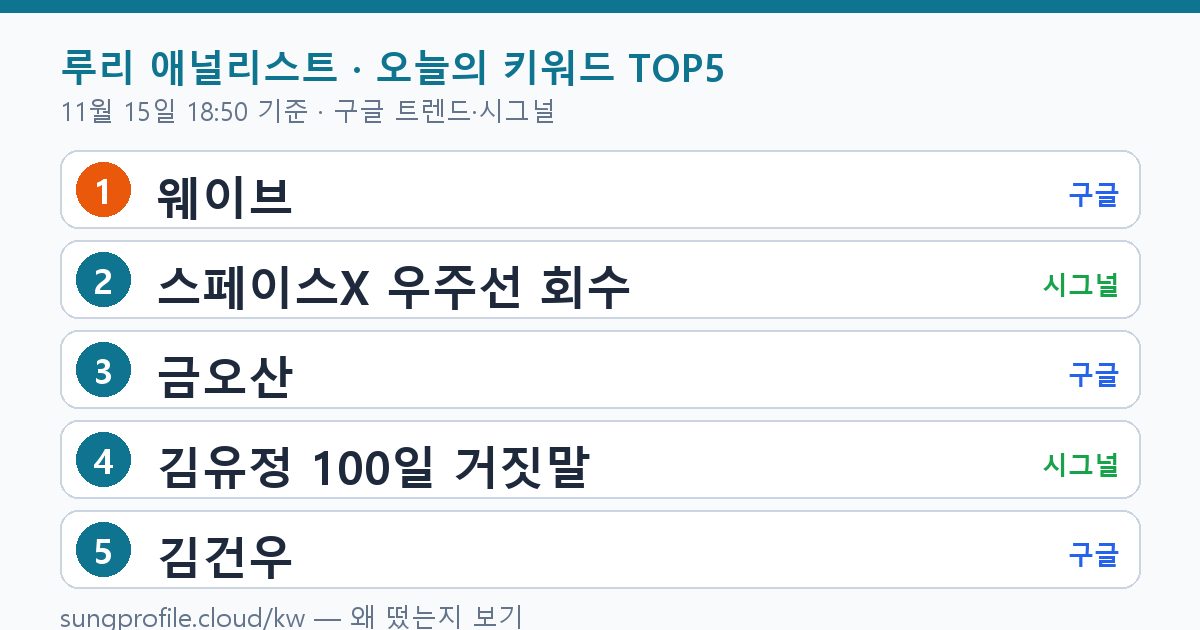 루리 애널리스트 · 오늘의 키워드 TOP5
11월 15일 18:50 기준 · 구글 트렌드·시그널
1 웨이브 구글
2 스페이스X 우주선 회수 시그널
3 금오산 구글
4 김유정 100일 거짓말 시그널
5 김건우 구글
sungprofile.cloud/kw — 왜 떴는지 보기